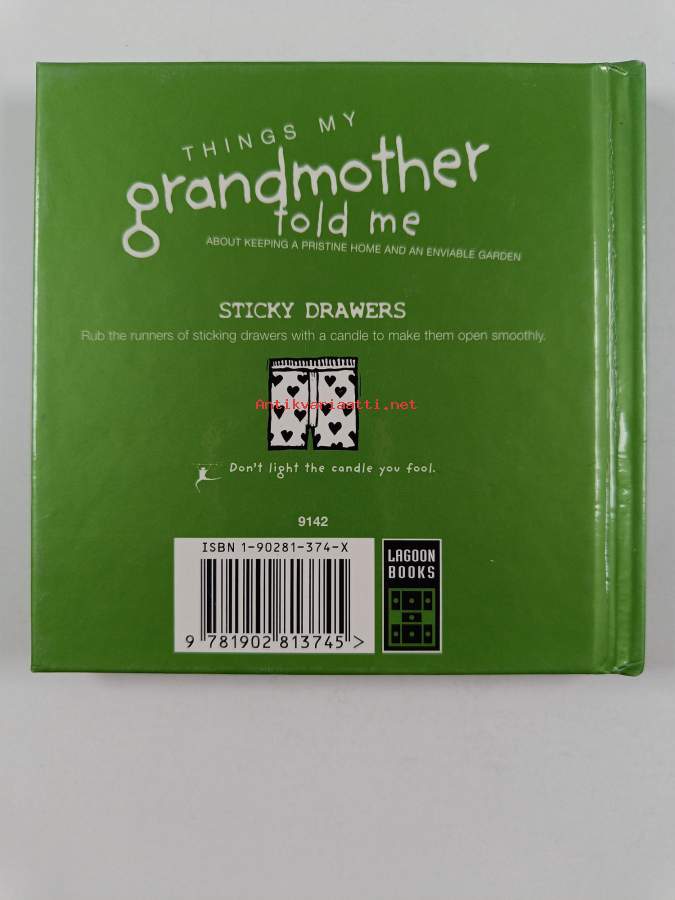 THINGS MY
grandmother
told me
ABOUT KEEPING A PRISTINE HOME AND AN ENVIABLE GARDEN
STICKY DRAWERS
Rub the runners of sticking drawers with a candle to make them open smoothly.
Antikvariaatti.net
Don't light the candle you fool.
9142
ISBN 1-90281-374-X
LAGOON
BOOKS
9 781902 813745 >